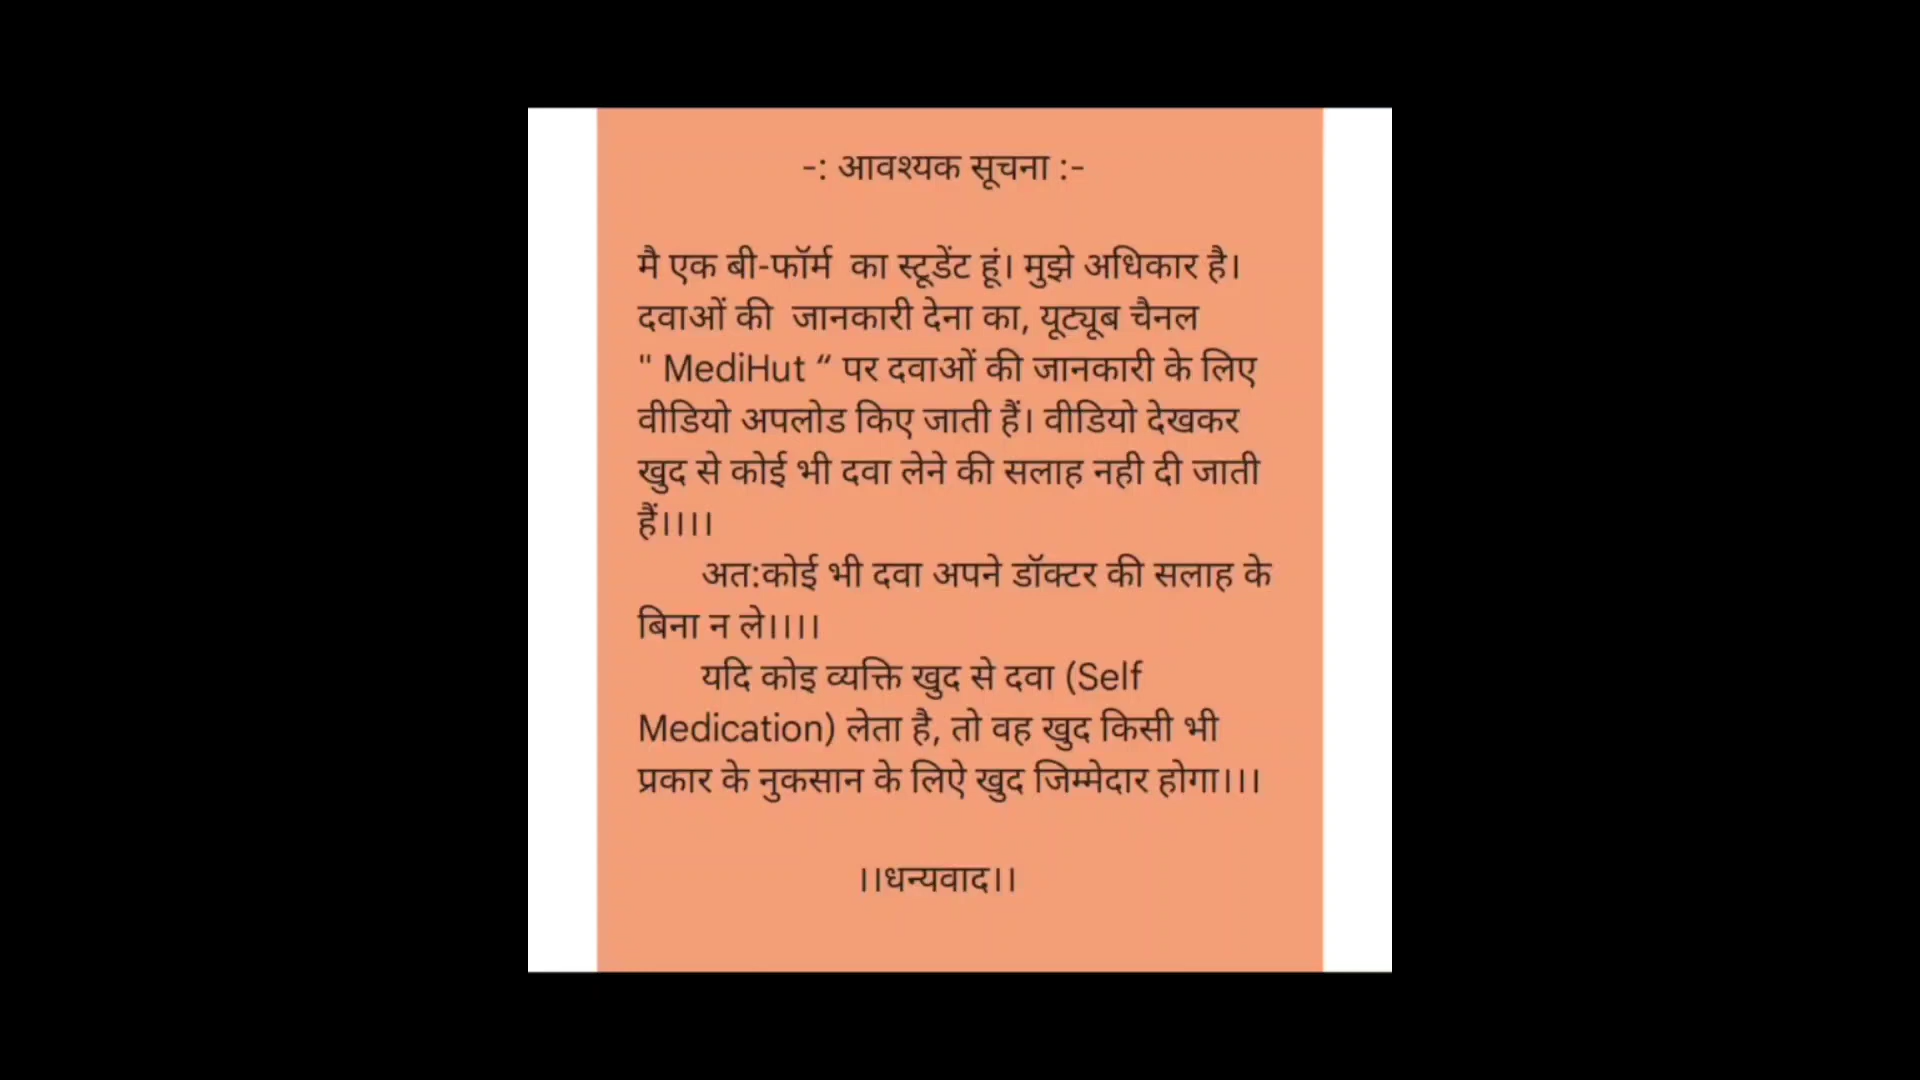 -: आवश्यक सूचना :-
मै एक बी-फॉर्म का स्टूडेंट हूं। मुझे अधिकार है।
दवाओं की जानकारी देना का, यूट्यूब चैनल
" MediHut “ पर दवाओं की जानकारी के लिए
वीडियो अपलोड किए जाती हैं। वीडियो देखकर
खुद से कोई भी दवा लेने की सलाह नही दी जाती
हैं।।।।
अत:कोई भी दवा अपने डॉक्टर की सलाह के
बिना न ले।।।।
यदि कोइ व्यक्ति खुद से दवा (Self
Medication) लेता है, तो वह खुद किसी भी
प्रकार के नुकसान के लिऐ खुद जिम्मेदार होगा।।।
।।धन्यवाद।।